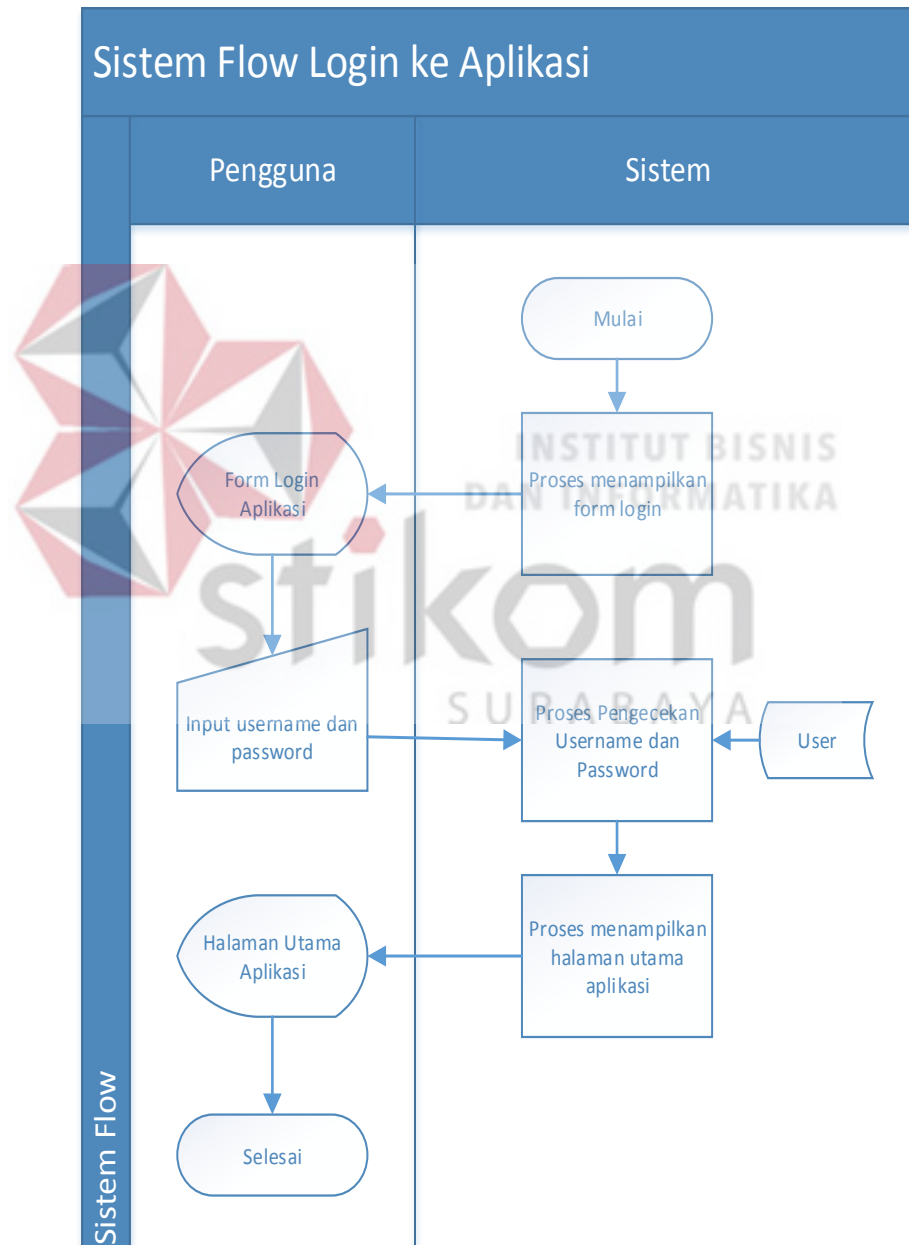 Sistem Flow Login ke Aplikasi
Pengguna
Sistem
Mulai
INSTITUT BISNIS
DAN INFORMATIKA
Form Login
Aplikasi
Proses menampilkan
form login
stikom
SURABAYA
Input username dan
password
Proses Pengecekan
Username dan
Password
User
Halaman Utama
Aplikasi
Proses menampilkan
halaman utama
aplikasi
Selesai
Sistem Flow